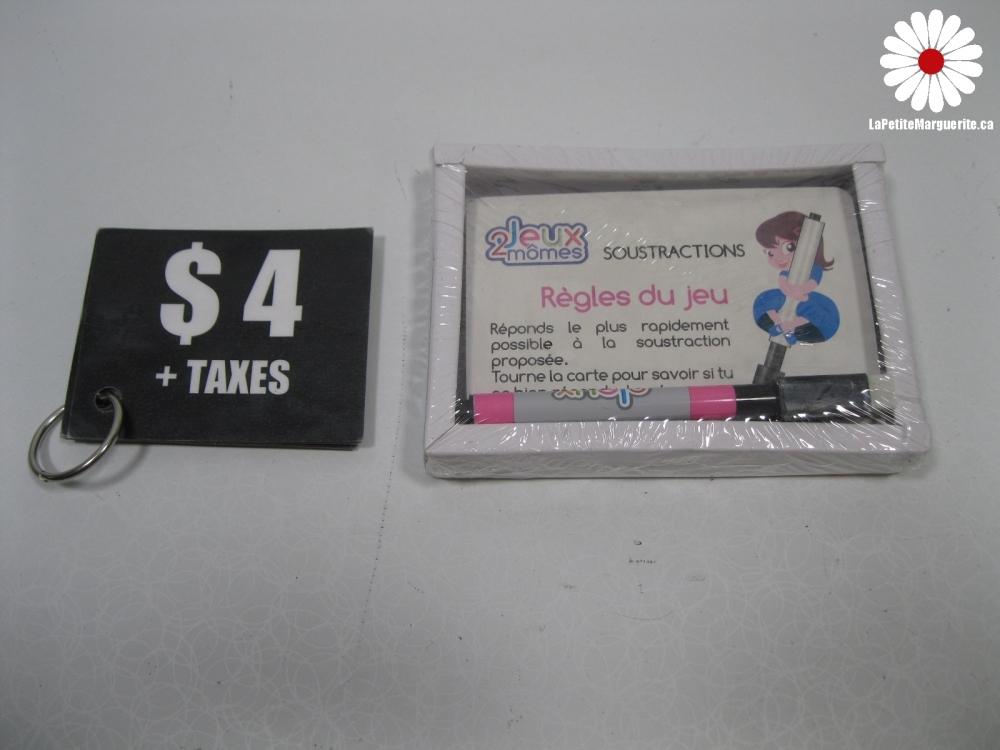 LaPetiteMarguerite.ca
$ 4
+ TAXES
2 Jeux
mômes
SOUSTRACTIONS
Règles du jeu
Réponds le plus rapidement
possible à la soustraction
proposée.
Tourne la carte pour savoir si tu